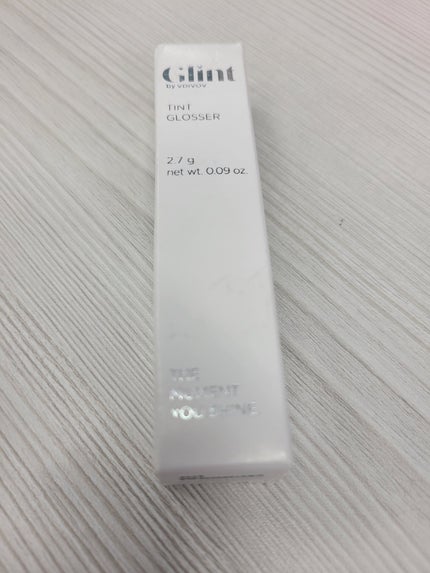 Glint
by VDIVOV
TINT
GLOSSER
2.7 g
net wt. 0.09 oz.
THE
MOMENT
YOU SHINE